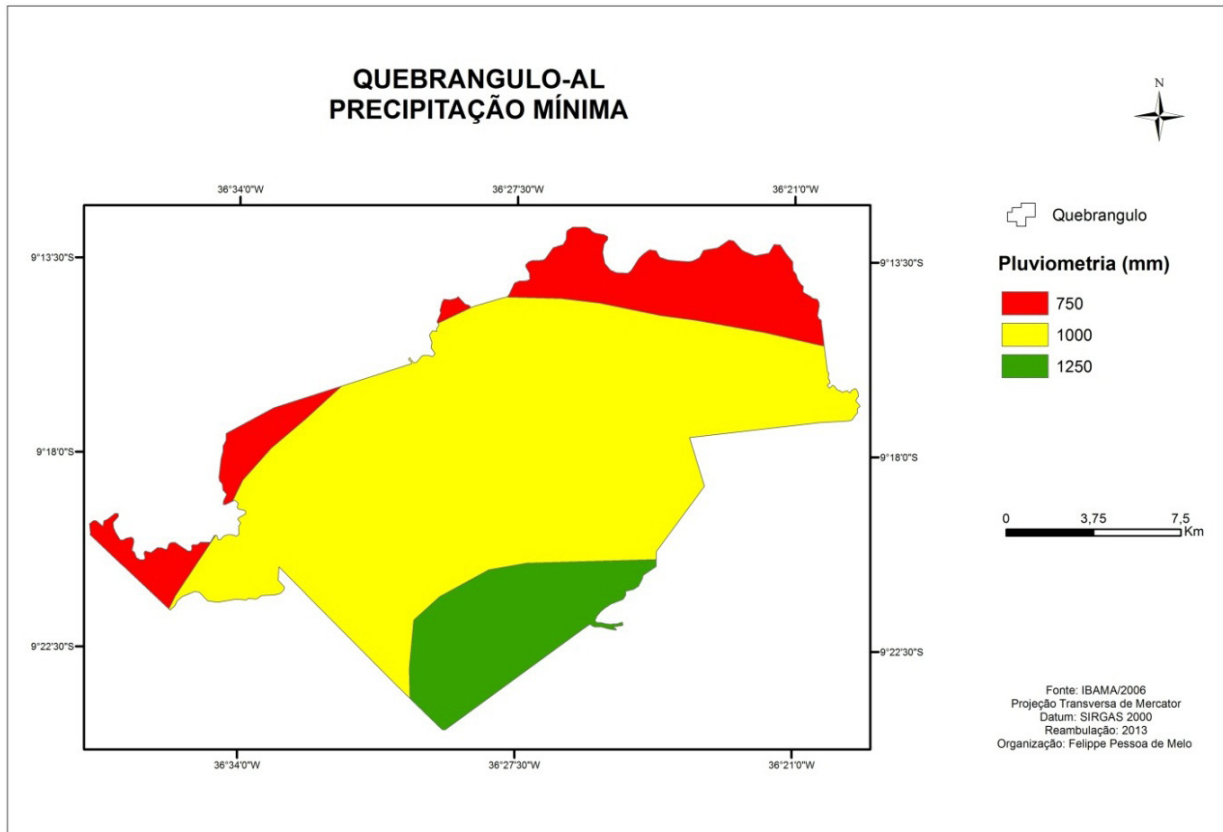 QUEBRANGULO-AL
PRECIPITAÇÃO MÍNIMA
N
36°34'0"W
36°27'30"W
36°21'0"W
9°13'30"S
9°13'30"S
9°18'0"S
9°18'0"S
9°22'30"S
9°22'30"S
36°34'0"W
36°27'30"W
36°21'0"W
Quebrangulo
Pluviometria (mm)
750
1000
1250
0 3,75 7,5
Km
Fonte: IBAMA/2006
Projeção Transversa de Mercator
Datum: SIRGAS 2000
Reambulação: 2013
Organização: Felippe Pessoa de Melo